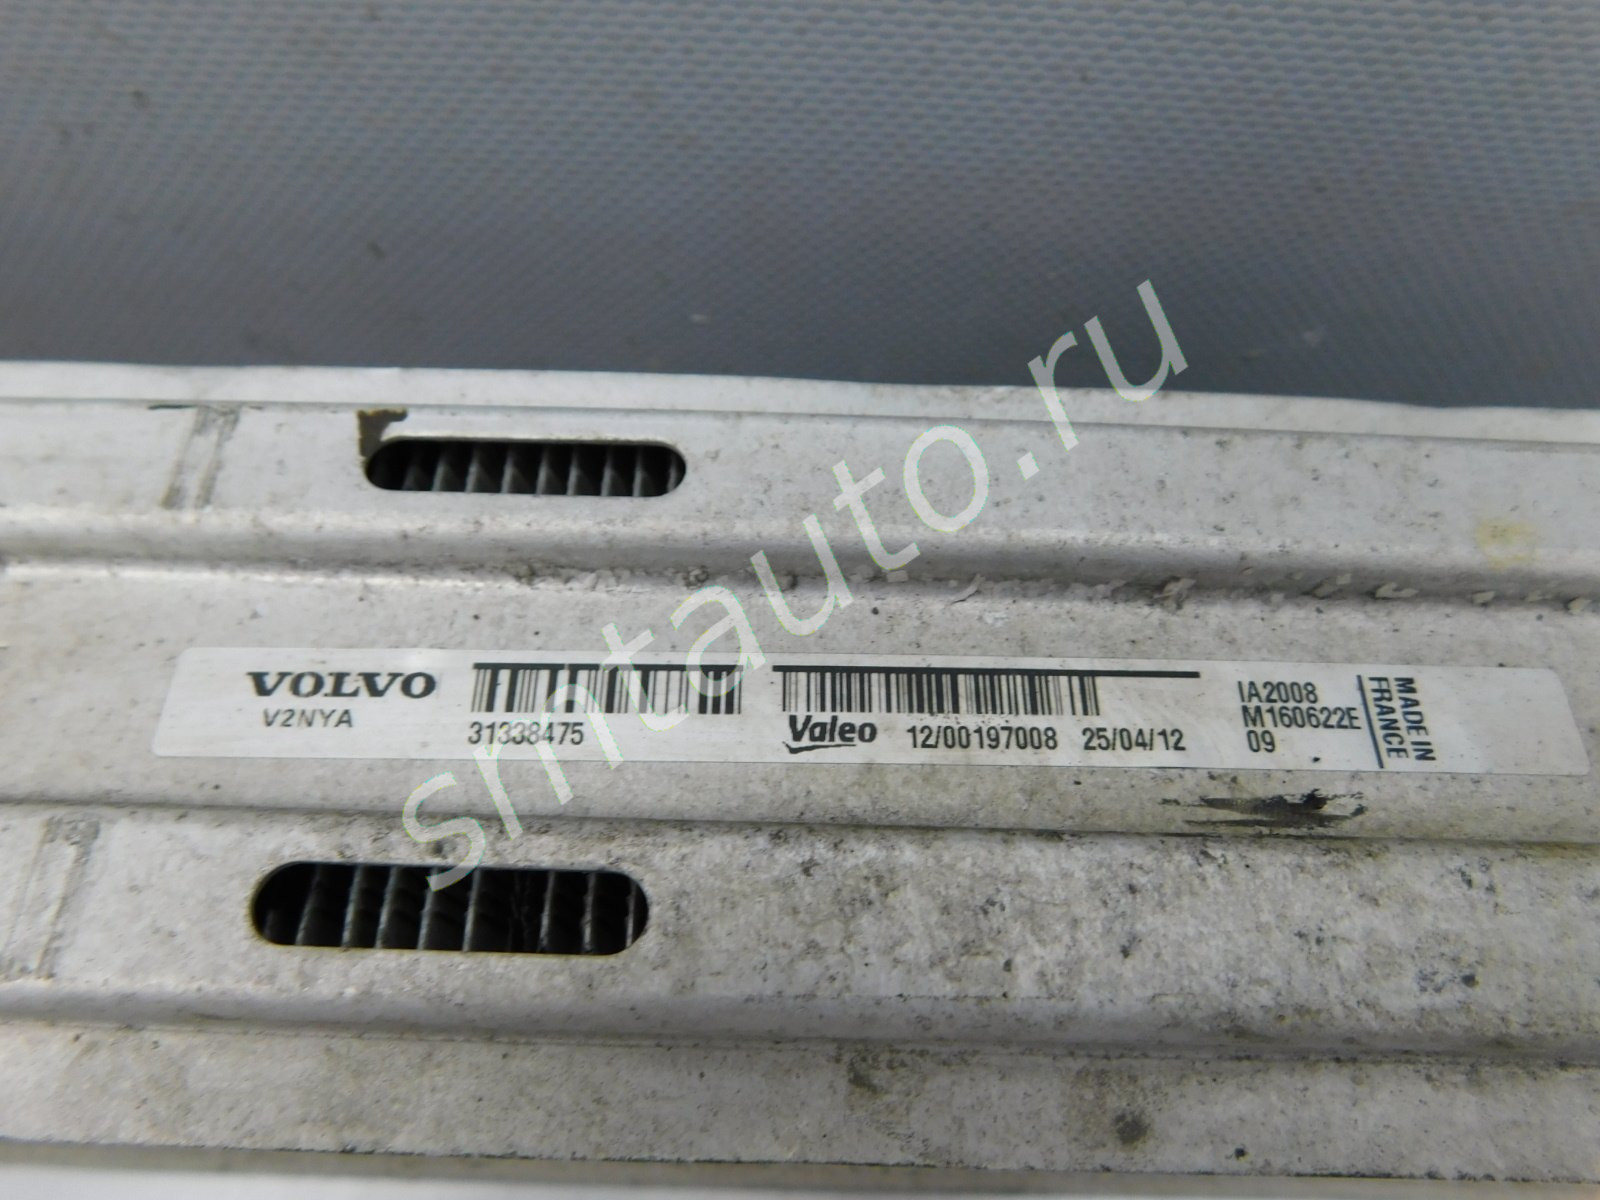 VOLVO
V2NYA
31338475
Valeo 12/00197008 25/04/12
IA2008
M160622E
09
MADE IN
FRANCE
smtauto.ru